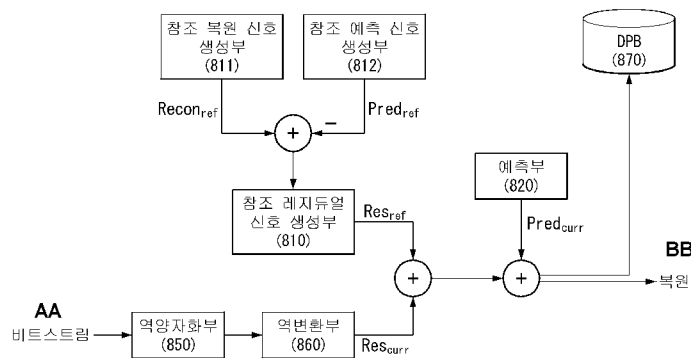 참조 복원 신호
생성부
(811)
참조 예측 신호
생성부
(812)
DPB
(870)
Recon_ref
Pred_ref
−
+
예측부
(820)
참조 레지듀얼
신호 생성부
(810)
Res_ref
Pred_curr
BB
+
+
복원
AA
비트스트링
역양자화부
(850)
역변환부
(860)
Res_curr